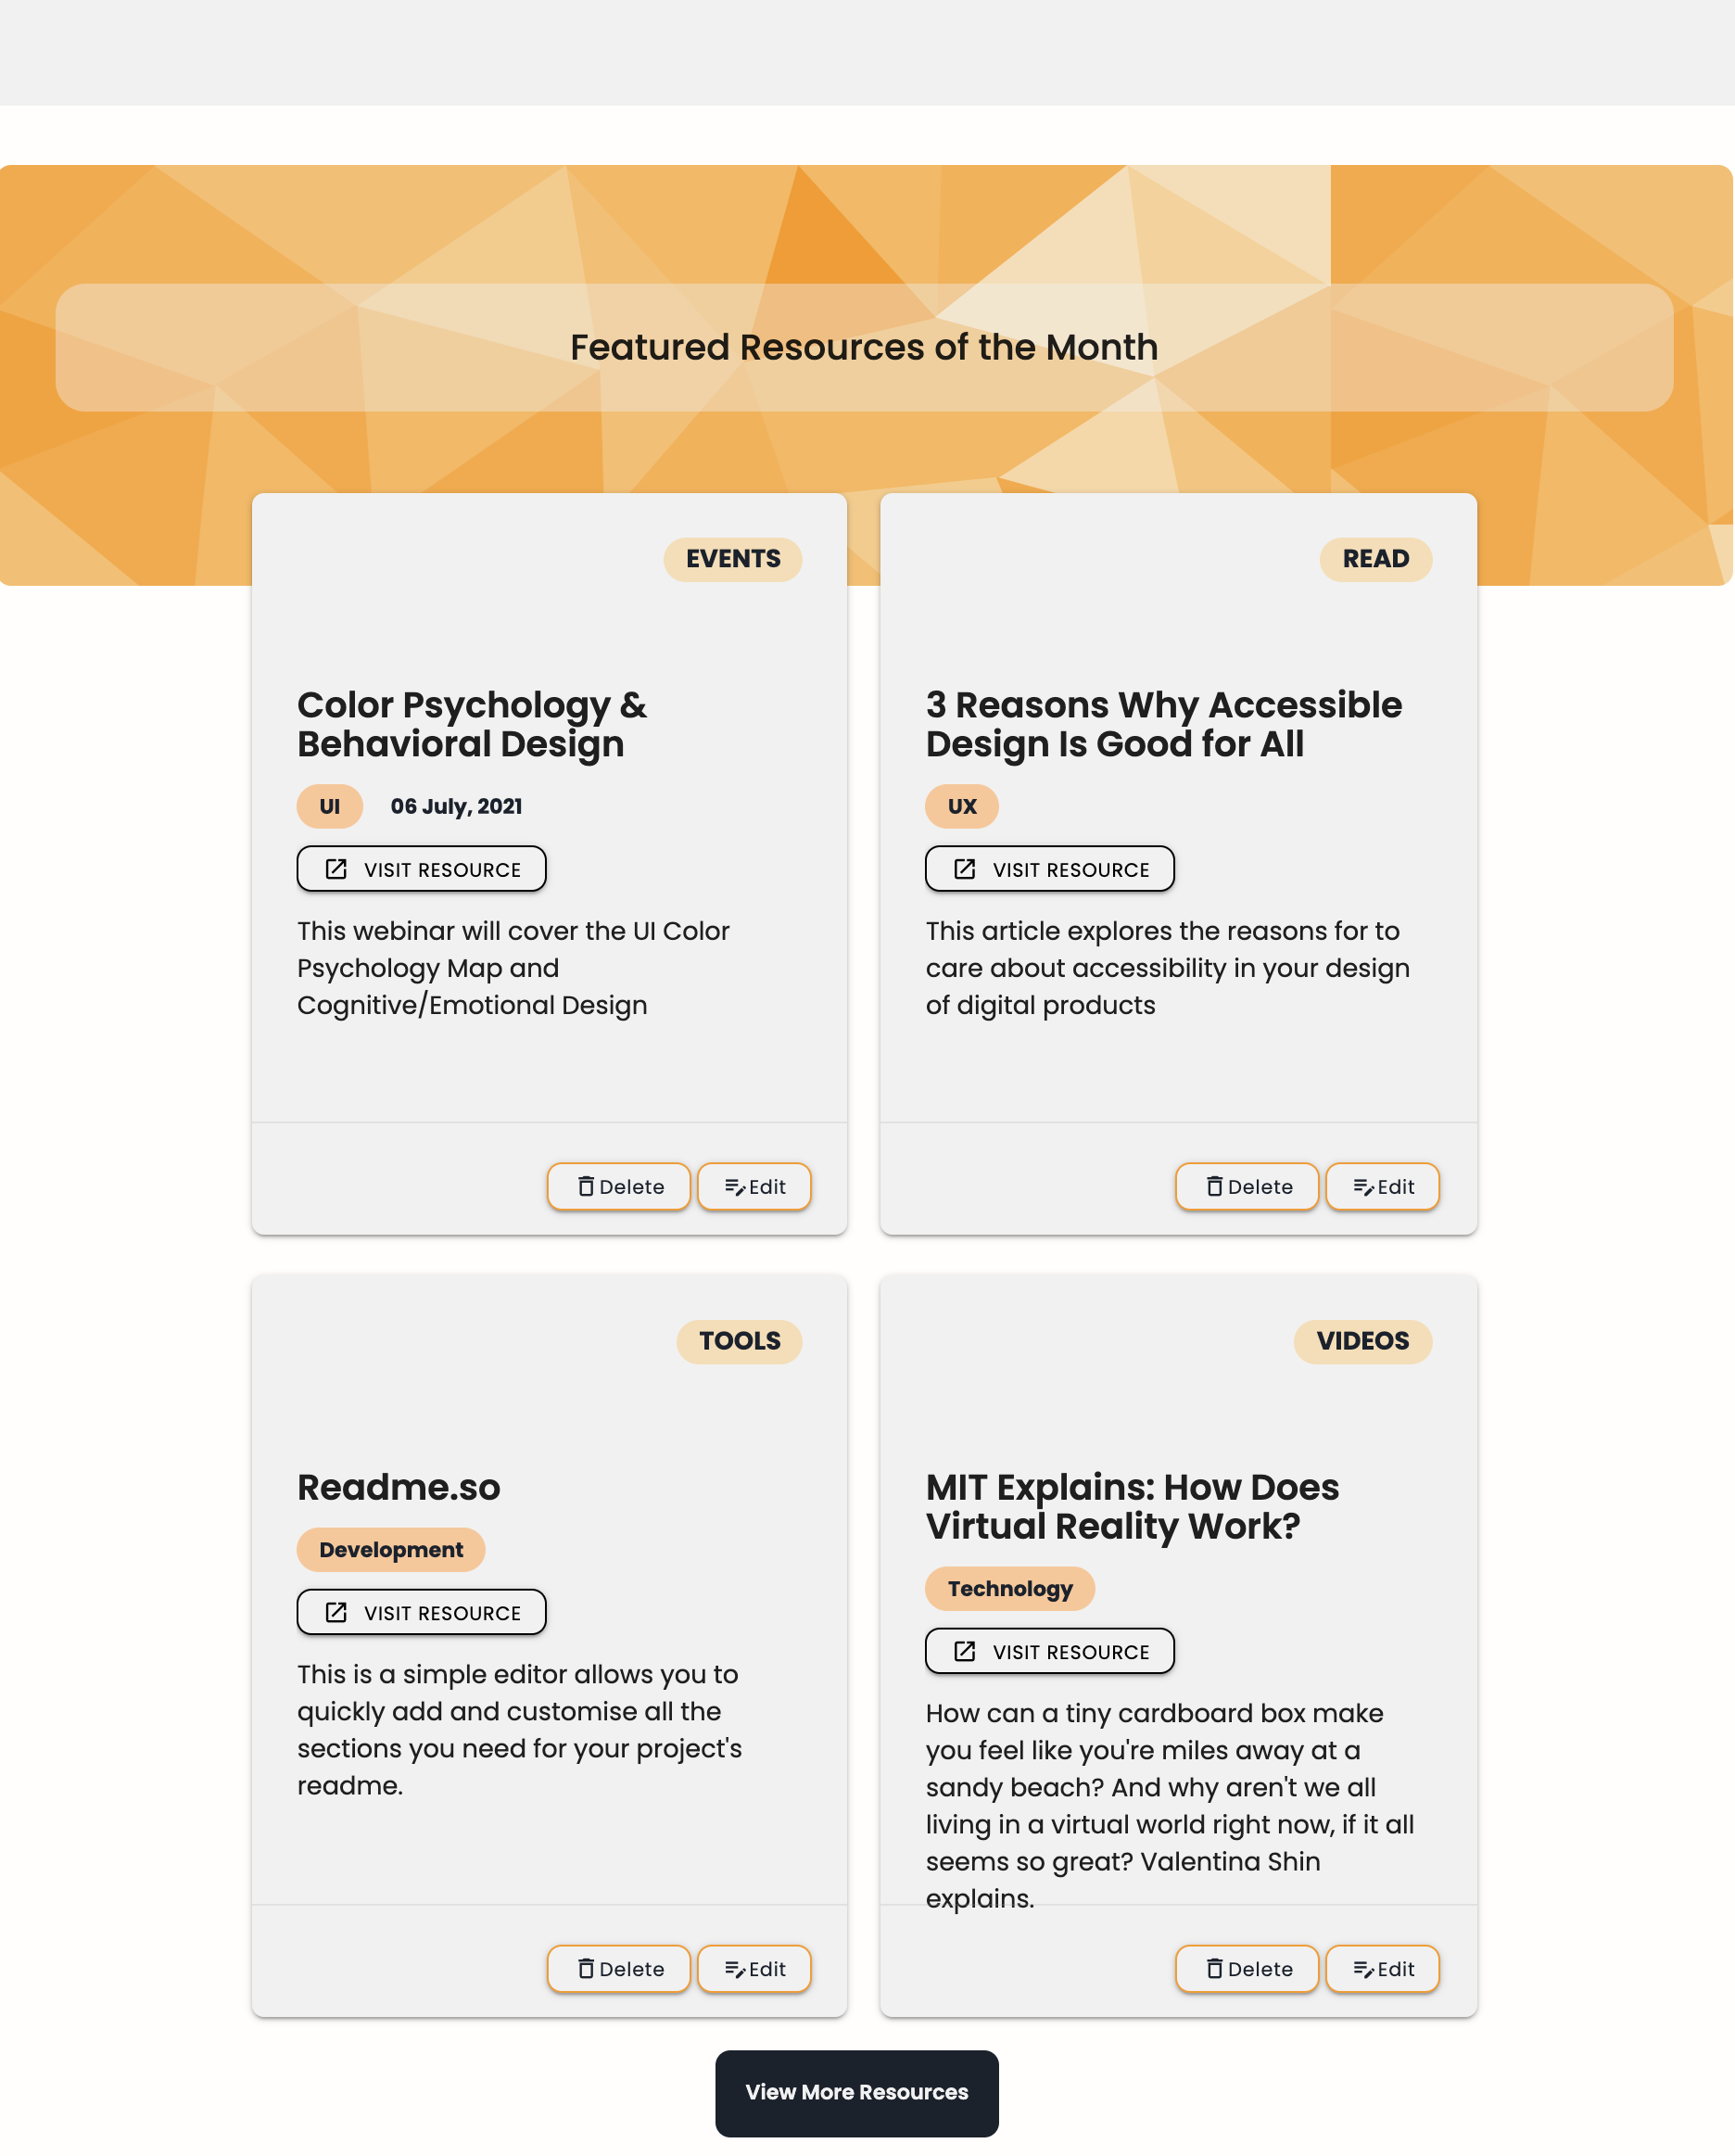 Featured Resources of the Month
EVENTS
Color Psychology &
Behavioral Design
UI 06 July, 2021
VISIT RESOURCE
This webinar will cover the UI Color
Psychology Map and
Cognitive/Emotional Design
Delete Edit
READ
3 Reasons Why Accessible
Design Is Good for All
UX
VISIT RESOURCE
This article explores the reasons for to
care about accessibility in your design
of digital products
Delete Edit
TOOLS
Readme.so
Development
VISIT RESOURCE
This is a simple editor allows you to
quickly add and customise all the
sections you need for your project's
readme.
Delete Edit
VIDEOS
MIT Explains: How Does
Virtual Reality Work?
Technology
VISIT RESOURCE
How can a tiny cardboard box make
you feel like you're miles away at a
sandy beach? And why aren't we all
living in a virtual world right now, if it all
seems so great? Valentina Shin
explains.
Delete Edit
View More Resources